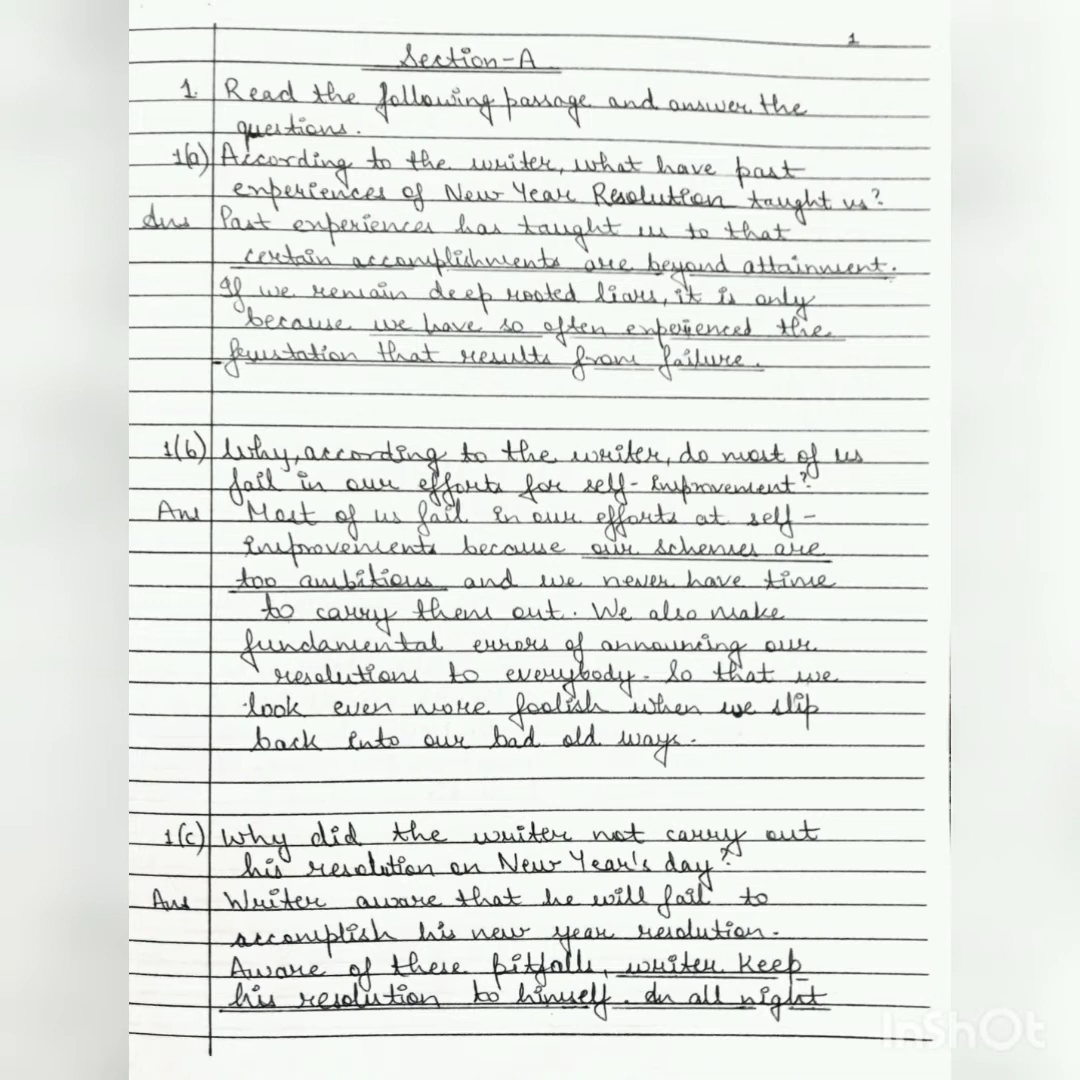 1
Section-A
1. Read the following passage and answer the
questions.
1(a) According to the writer, what have past
experiences of New Year Resolution taught us?
Ans Past experiences has taught us to that
certain accomplishments are beyond attainment.
If we remain deep rooted liars, it is only
because we have so often experienced the
frustation that results from failure.
1(b) Why, according to the writer, do most of us
fail in our efforts for self-improvement?
Ans Most of us fail in our efforts at self-
improvements because our schemes are
too ambitious and we never have time
to carry them out. We also make
fundamental errors of announcing our
resolutions to everybody. So that we
look even more foolish when we slip
back into our bad old ways.
1(c) Why did the writer not carry out
his resolution on New Year's day?
Ans Writer aware that he will fail to
accomplish his new year resolution.
Aware of these pitfalls, writer keep
his resolution to himself. An all night
InShOt